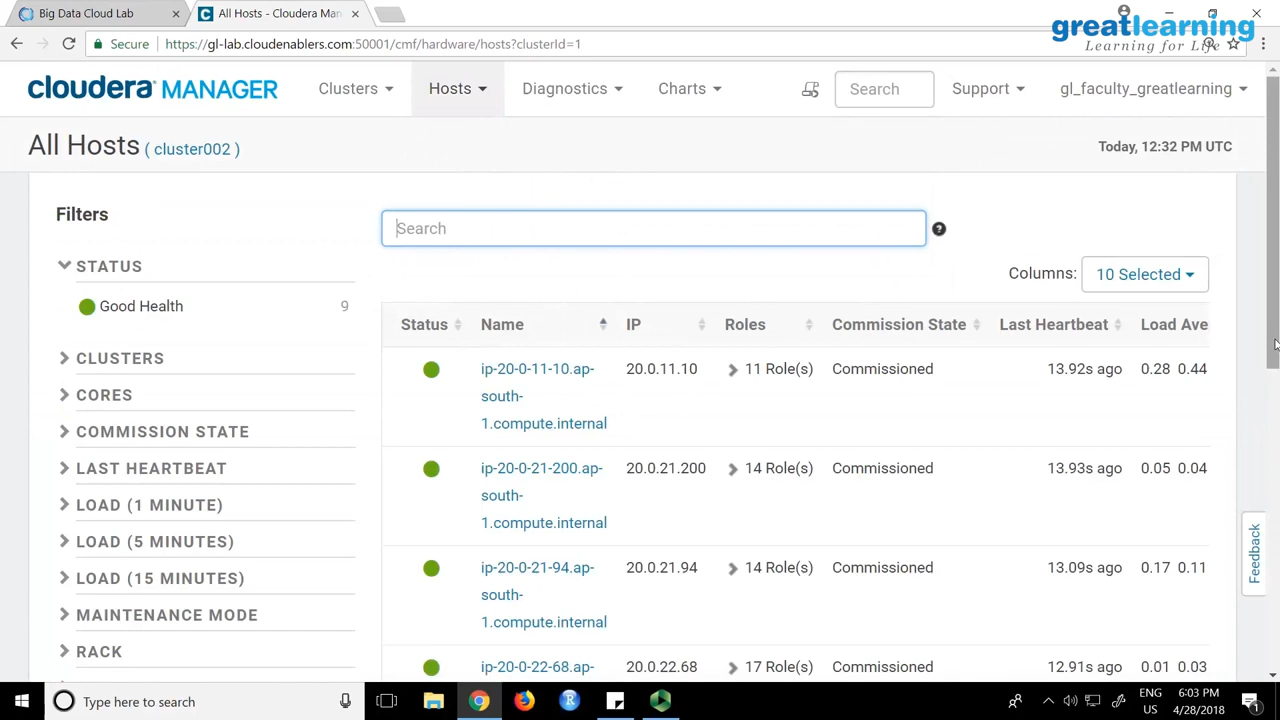 Big Data Cloud Lab
All Hosts - Cloudera Man
greatlearning
Learning for Life
Secure
https://gl-lab.cloudenablers.com:50001/cmf/hardware/hosts?clusterId=1
cloudera MANAGER
Clusters
Hosts
Diagnostics
Charts
Search
Support
gl_faculty_greatlearning
All Hosts ( cluster002 )
Today, 12:32 PM UTC
Filters
Search
?
STATUS
Good Health 9
CLUSTERS
CORES
COMMISSION STATE
LAST HEARTBEAT
LOAD (1 MINUTE)
LOAD (5 MINUTES)
LOAD (15 MINUTES)
MAINTENANCE MODE
RACK
Columns: 10 Selected
Status Name IP Roles Commission State Last Heartbeat Load Ave
ip-20-0-11-10.ap- 20.0.11.10 11 Role(s) Commissioned 13.92s ago 0.28 0.44
south-
1.compute.internal
ip-20-0-21-200.ap- 20.0.21.200 14 Role(s) Commissioned 13.93s ago 0.05 0.04
south-
1.compute.internal
ip-20-0-21-94.ap- 20.0.21.94 14 Role(s) Commissioned 13.09s ago 0.17 0.11
south-
1.compute.internal
ip-20-0-22-68.ap- 20.0.22.68 17 Role(s) Commissioned 12.91s ago 0.01 0.03
Feedback
Type here to search
ENG
US
6:03 PM
4/28/2018
1